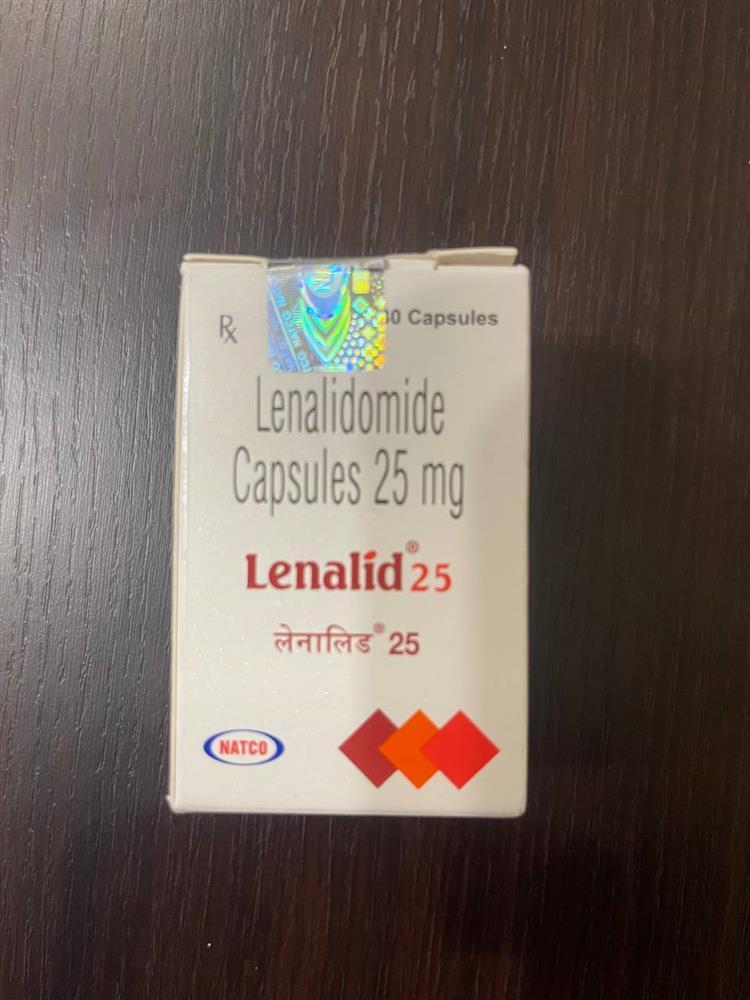 Rx
0 Capsules
Lenalidomide
Capsules 25 mg
Lenalid® 25
लेनालिड® 25
NATCO